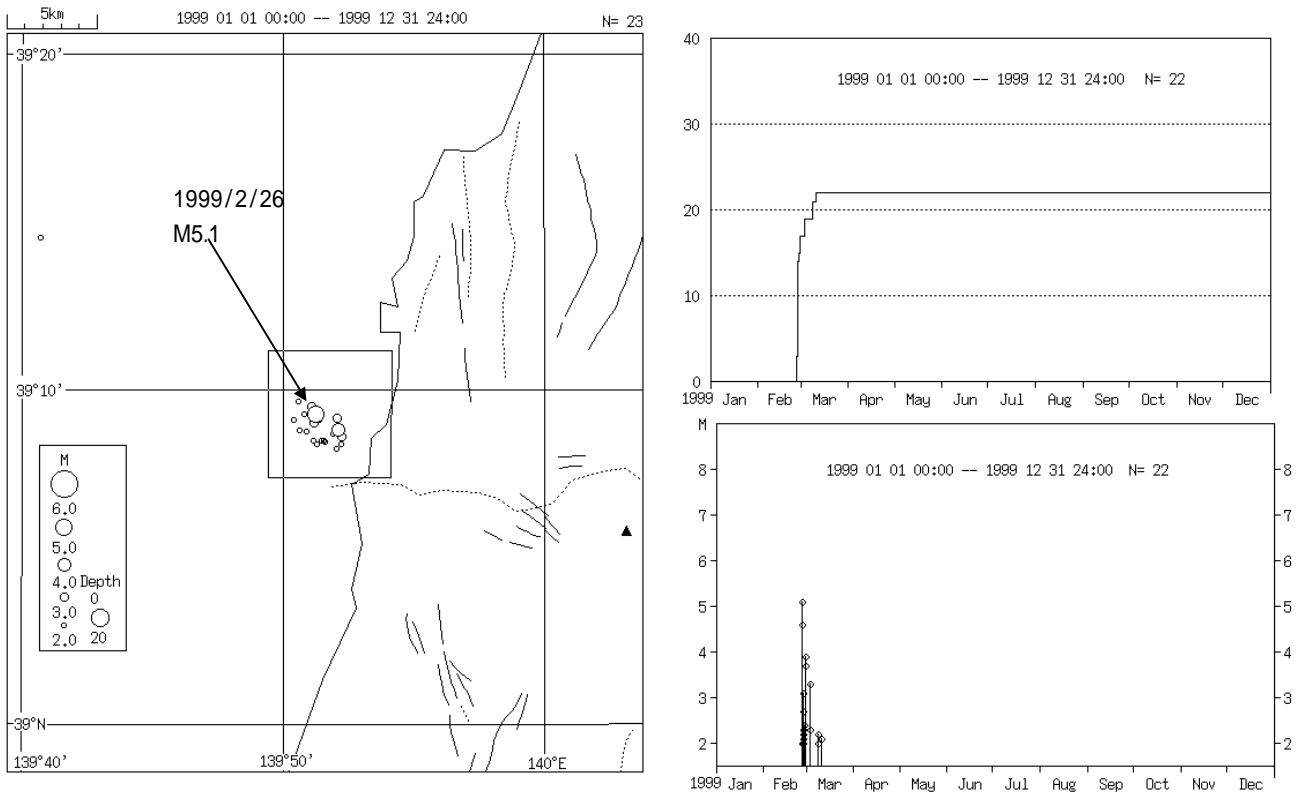 5km
1999 01 01 00:00 -- 1999 12 31 24:00 N= 23
39°20'
1999/2/26
M5.1
39°10'
M
6.0
5.0
4.0 Depth
0
3.0
20
2.0
39°N
139°40' 139°50' 140°E
40
1999 01 01 00:00 -- 1999 12 31 24:00 N= 22
30
20
10
0
1999 Jan Feb Mar Apr May Jun Jul Aug Sep Oct Nov Dec
M
1999 01 01 00:00 -- 1999 12 31 24:00 N= 22
8 8
7 7
6 6
5 5
4 4
3 3
2 2
1999 Jan Feb Mar Apr May Jun Jul Aug Sep Oct Nov Dec